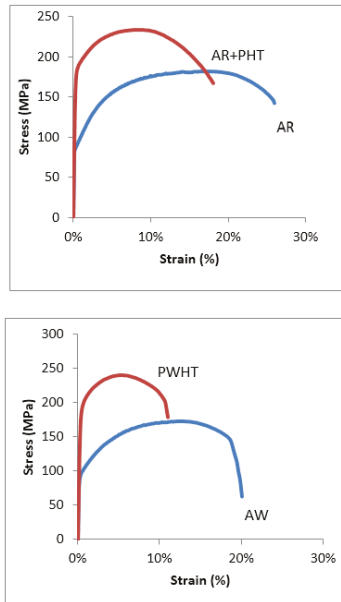 250
200
150
100
50
0
Stress (MPa)
AR+PHT
AR
0% 10% 20% 30%
Strain (%)
300
250
200
150
100
50
0
Stress (MPa)
PWHT
AW
0% 10% 20% 30%
Strain (%)